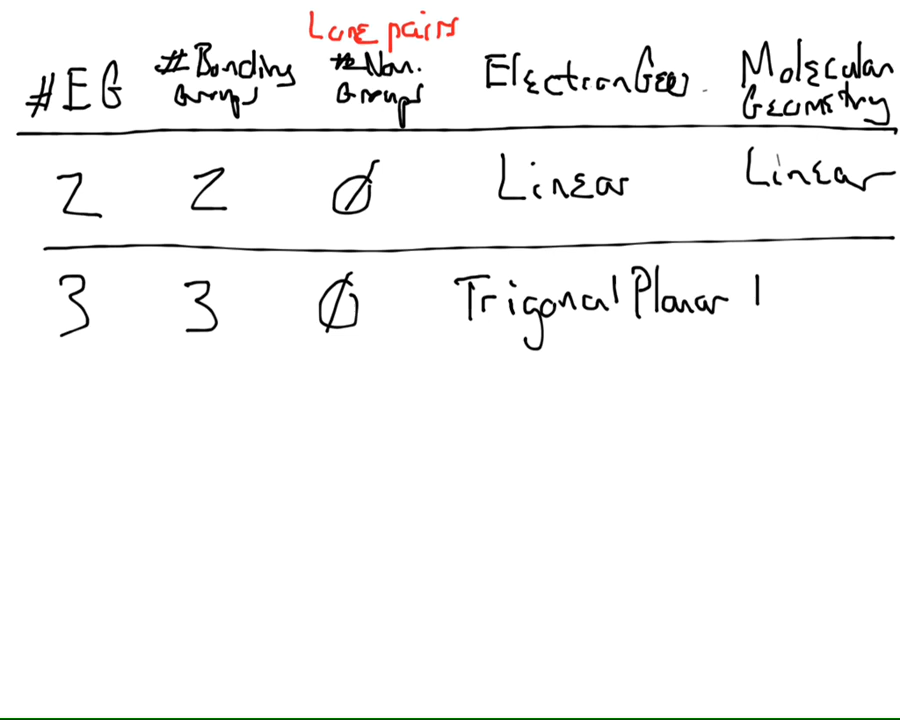 Lone pairs
#EG #Bonding Groups #Non. Groups Electron Geo. Molecular Geometry
2 2 Ø Linear Linear
3 3 Ø Trigonal Planar